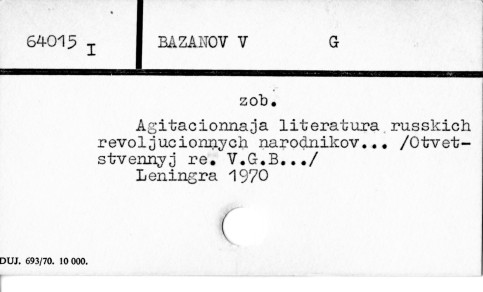 64015 I BAZANOV V G
zob.
Agitacionnaja literatura russkich
revoljucionnych narodnikov... /Otvet-
stvennyj re. V.G.B.../
Leningra 1970
DUJ. 693/70. 10 000.